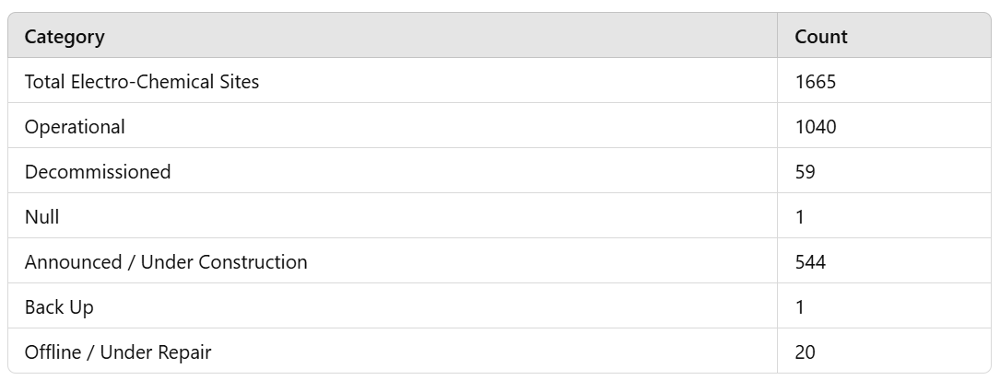 Category Count
Total Electro-Chemical Sites 1665
Operational 1040
Decommissioned 59
Null 1
Announced / Under Construction 544
Back Up 1
Offline / Under Repair 20